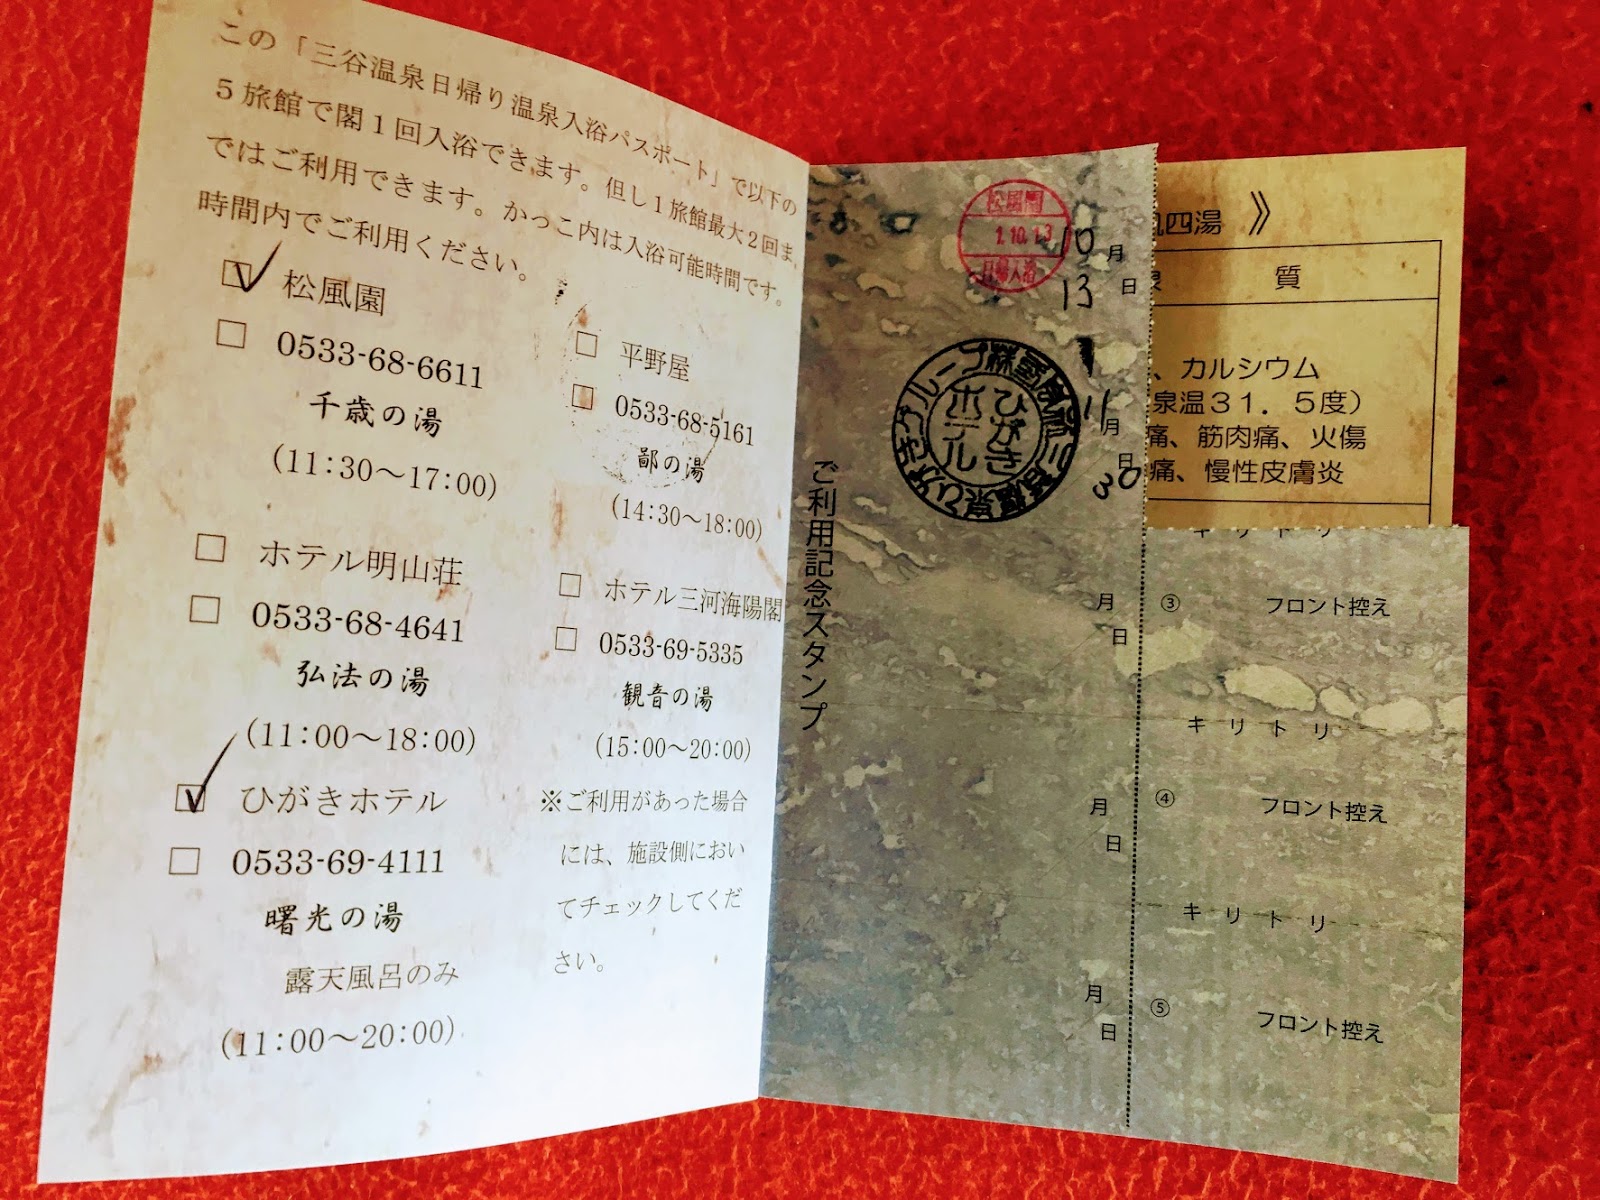 この「三谷温泉日帰り温泉入浴パスポート」で以下の
５旅館で閣１回入浴できます。但し１旅館最大２回ま
ではご利用できます。かっこ内は入浴可能時間です。
時間内でご利用ください。
松風園
0533-68-6611
千歳の湯
(11:30～17:00)
ホテル明山荘
0533-68-4641
弘法の湯
(11:00～18:00)
ひがきホテル
0533-69-4111
曙光の湯
露天風呂のみ
(11:00～20:00)
平野屋
0533-68-5161
鄙の湯
(14:30～18:00)
ホテル三河海陽閣
0533-69-5335
観音の湯
(15:00～20:00)
※ご利用があった場合
には、施設側におい
てチェックしてくだ
さい。
ご利用記念スタンプ
松風園
1.10.13
日帰入浴
10月
13日
ひがき
ホテル
11月
30日
月
日
月
日
月
日
③ フロント控え
キリトリ
④ フロント控え
キリトリ
⑤ フロント控え
四湯 》
質
、カルシウム
泉温３１．５度）
痛、筋肉痛、火傷
痛、慢性皮膚炎
キリトリ